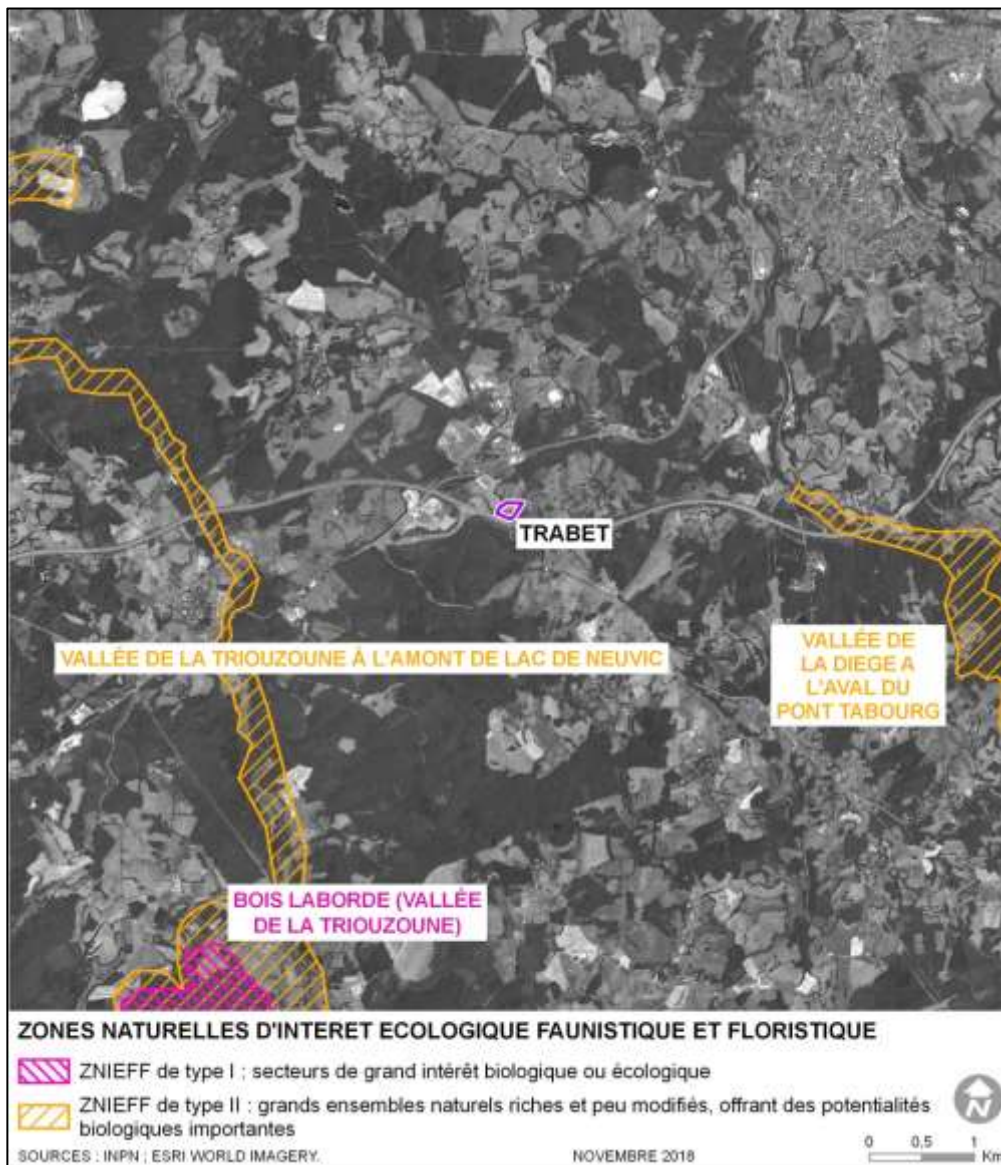 TRABET
VALLÉE DE LA TRIOUZOUNE À L'AMONT DE LAC DE NEUVIC
VALLÉE DE
LA DIEGE A
L'AVAL DU
PONT TABOURG
BOIS LABORDE (VALLÉE
DE LA TRIOUZOUNE)
ZONES NATURELLES D'INTERET ECOLOGIQUE FAUNISTIQUE ET FLORISTIQUE
ZNIEFF de type I : secteurs de grand intérêt biologique ou écologique
ZNIEFF de type II : grands ensembles naturels riches et peu modifiés, offrant des potentialités
biologiques importantes
SOURCES : INPN ; ESRI WORLD IMAGERY.
NOVEMBRE 2018
0 0,5 1
Km